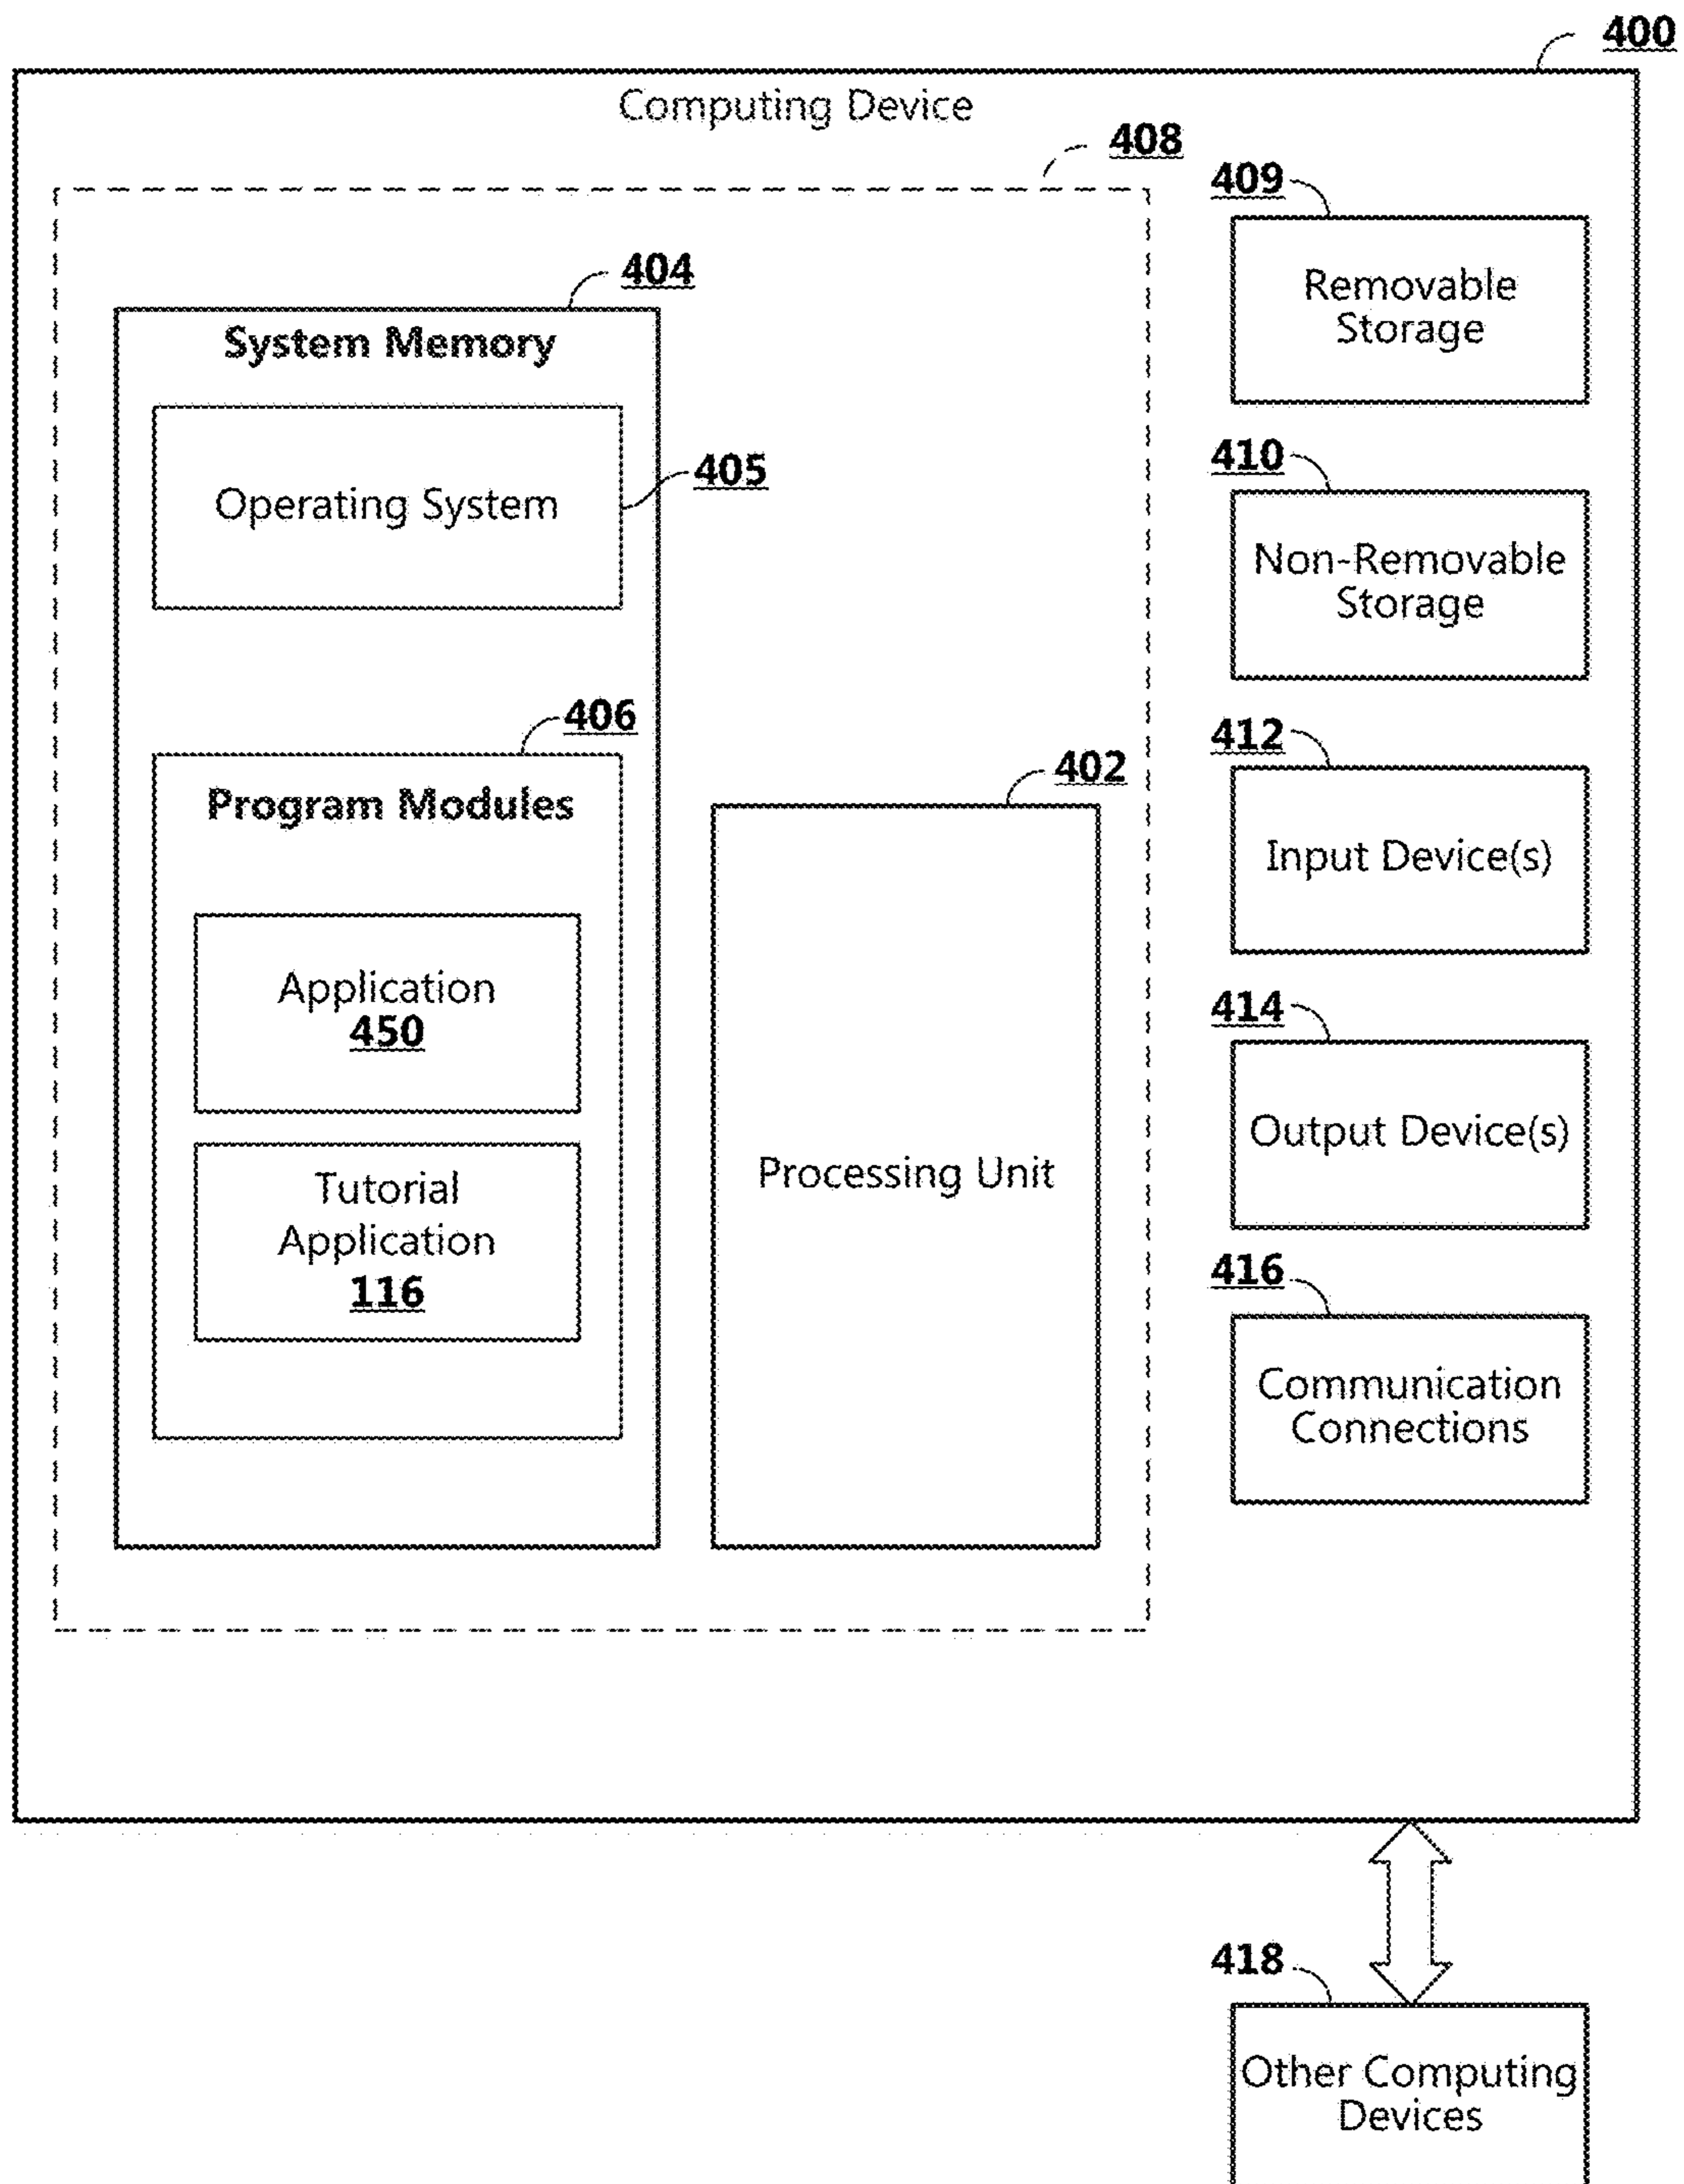 400
Computing Device
408
409
Removable
Storage
404
System Memory
Operating System
405
410
Non-Removable
Storage
406
Program Modules
412
Input Device(s)
402
Application
450
Processing Unit
414
Output Device(s)
Tutorial
Application
116
416
Communication
Connections
418
Other Computing
Devices